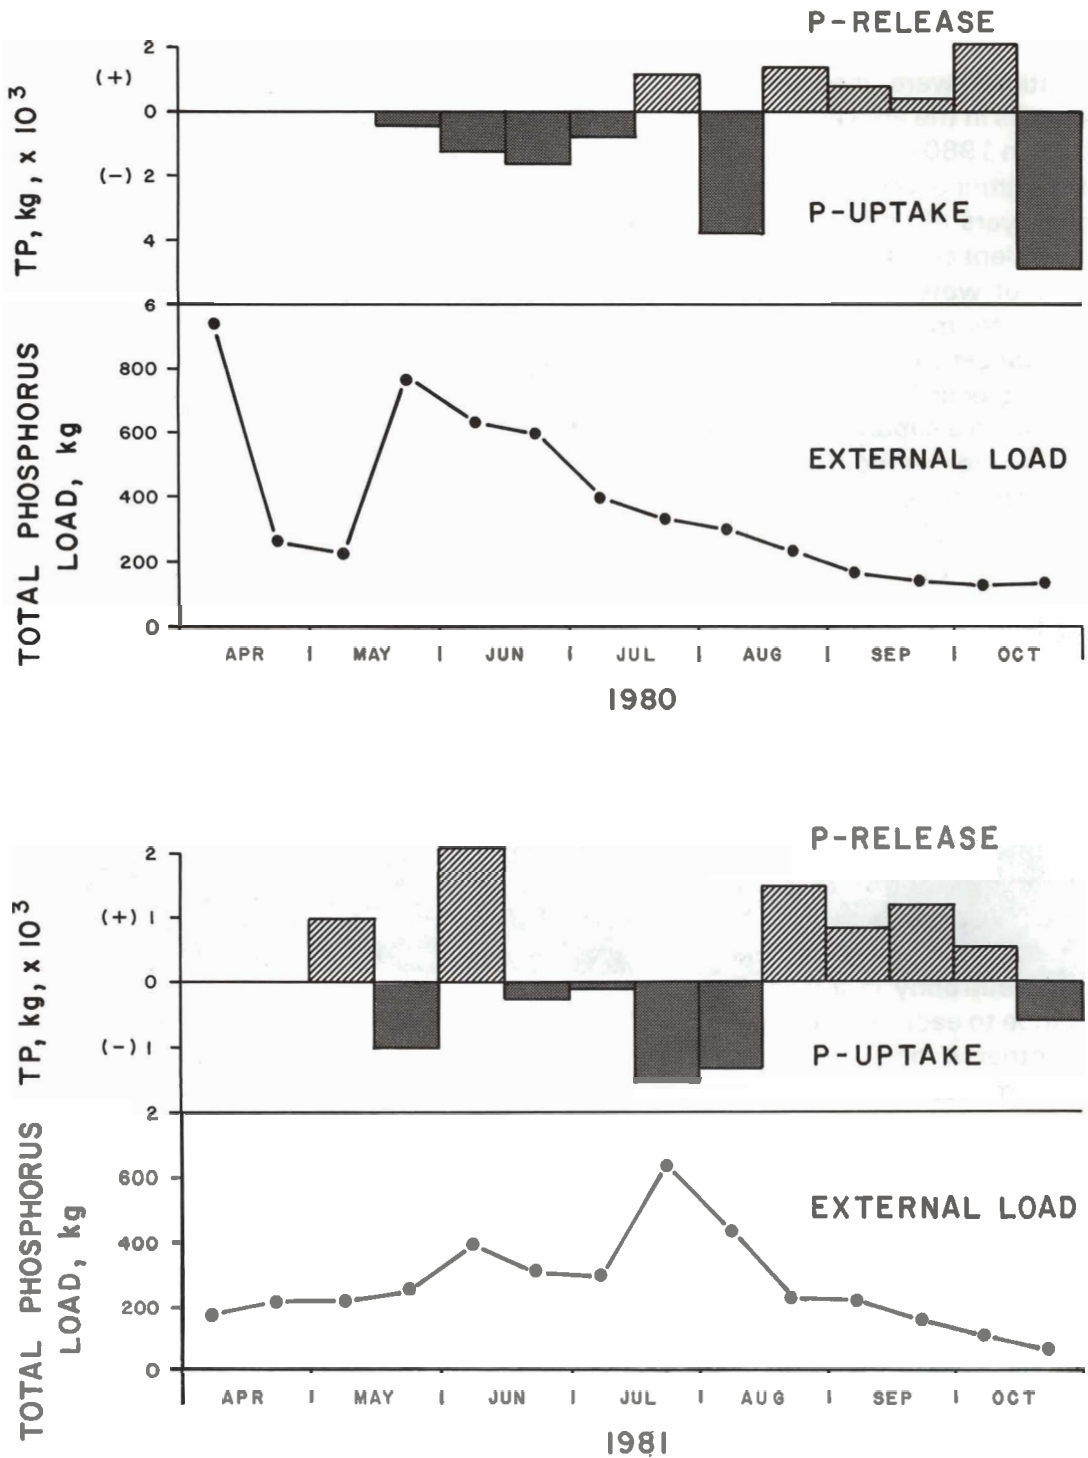 P-RELEASE
2
(+)
0
(-) 2
4
6
TP, kg, x 10³
P-UPTAKE
800
600
400
200
0
TOTAL PHOSPHORUS
LOAD, kg
EXTERNAL LOAD
APR | MAY | JUN | JUL | AUG | SEP | OCT
1980
P-RELEASE
2
(+) 1
0
(-) 1
2
TP, kg, x 10³
P-UPTAKE
600
400
200
0
TOTAL PHOSPHORUS
LOAD, kg
EXTERNAL LOAD
APR | MAY | JUN | JUL | AUG | SEP | OCT
1981